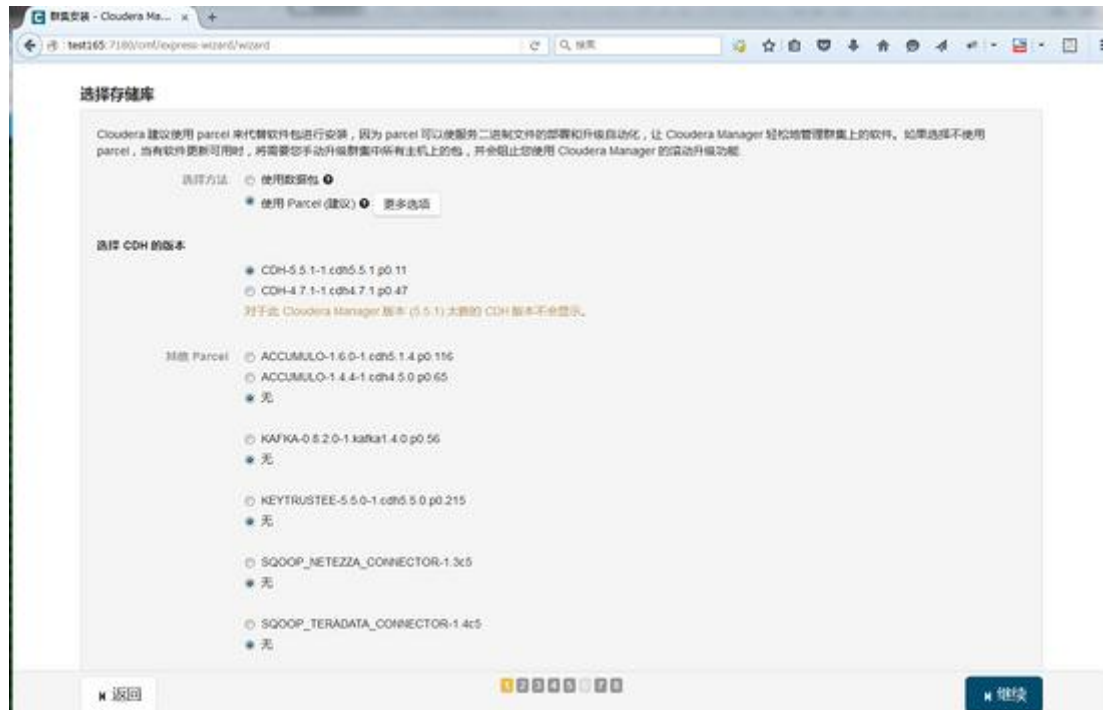 群集安装 - Cloudera Ma... × +
test165:7180/cmf/express-wizard/wizard
搜索
选择存储库
Cloudera 建议使用 parcel 来代替软件包进行安装，因为 parcel 可以使服务二进制文件的部署和升级自动化，让 Cloudera Manager 轻松地管理群集上的软件。如果选择不使用
parcel，当有软件更新可用时，将需要您手动升级群集中所有主机上的包，并会阻止您使用 Cloudera Manager 的滚动升级功能
选择方法 使用数据包
使用 Parcel (建议) 更多选项
选择 CDH 的版本
CDH-5.5.1-1.cdh5.5.1.p0.11
CDH-4.7.1-1.cdh4.7.1.p0.47
对于此 Cloudera Manager 版本 (5.5.1) 太新的 CDH 版本不会显示。
其他 Parcel ACCUMULO-1.6.0-1.cdh5.1.4.p0.116
ACCUMULO-1.4.4-1.cdh4.5.0.p0.65
无
KAFKA-0.8.2.0-1.kafka1.4.0.p0.56
无
KEYTRUSTEE-5.5.0-1.cdh5.5.0.p0.215
无
SQOOP_NETEZZA_CONNECTOR-1.3c5
无
SQOOP_TERADATA_CONNECTOR-1.4c5
无
返回 1 2 3 4 5 7 8 继续